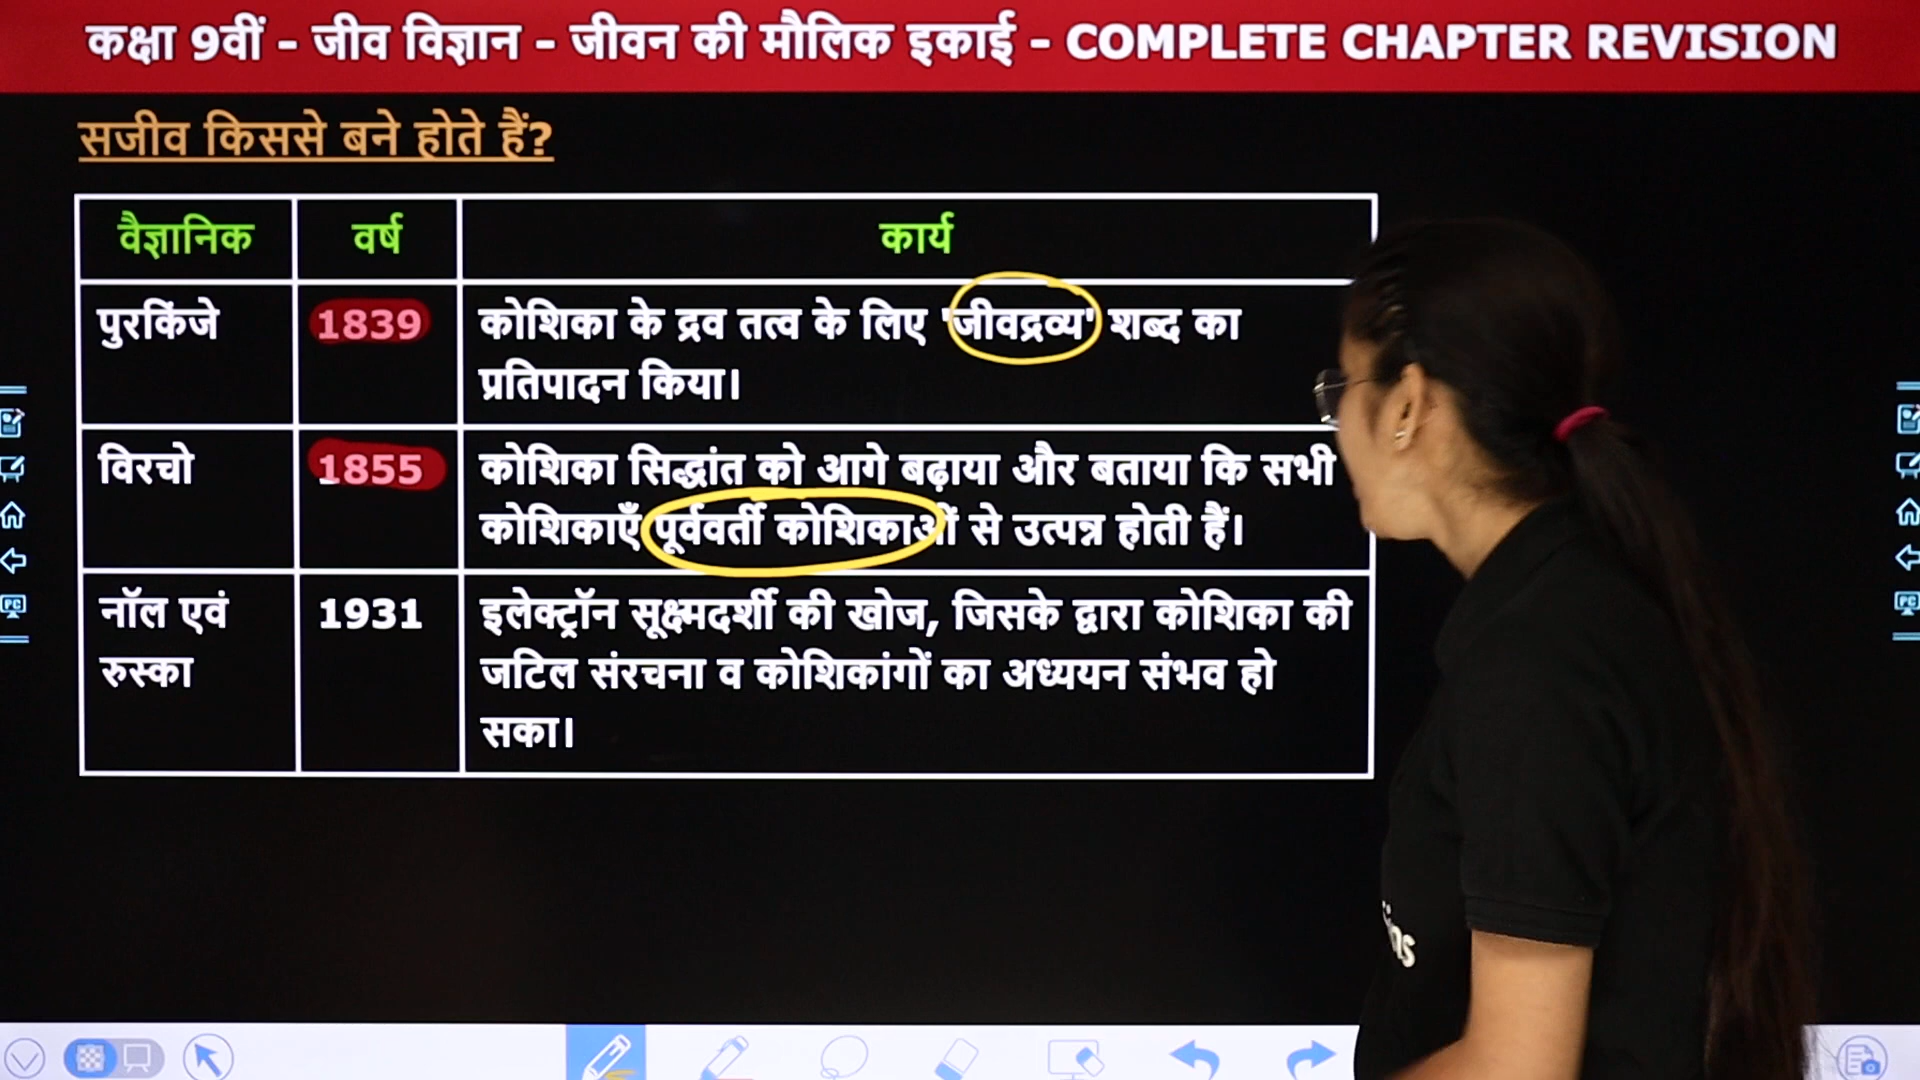 कक्षा 9वीं - जीव विज्ञान - जीवन की मौलिक इकाई - COMPLETE CHAPTER REVISION
सजीव किससे बने होते हैं?
वैज्ञानिक वर्ष कार्य
पुरकिंजे 1839 कोशिका के द्रव तत्व के लिए 'जीवद्रव्य' शब्द का
प्रतिपादन किया।
विरचो 1855 कोशिका सिद्धांत को आगे बढ़ाया और बताया कि सभी
कोशिकाएँ पूर्ववर्ती कोशिकाओं से उत्पन्न होती हैं।
नॉल एवं 1931 इलेक्ट्रॉन सूक्ष्मदर्शी की खोज, जिसके द्वारा कोशिका की
रुस्का जटिल संरचना व कोशिकांगों का अध्ययन संभव हो
सका।
PC
PC